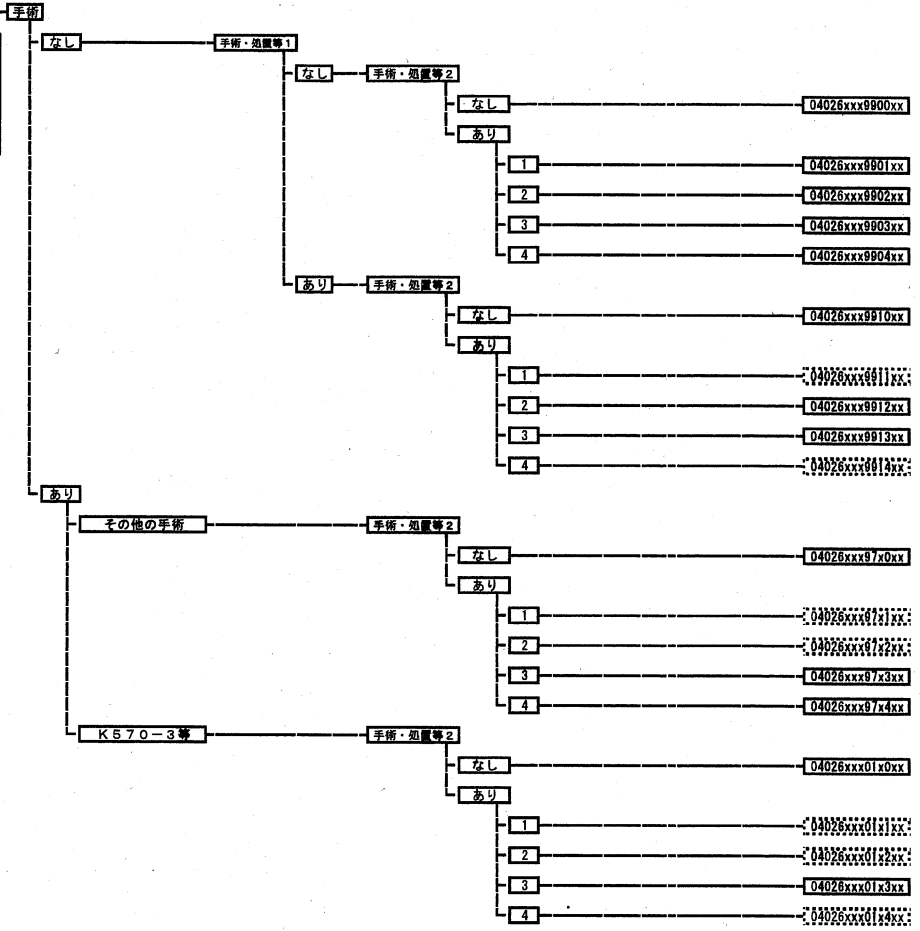 手術
なし 手術・処置等1
なし 手術・処置等2
なし 04026xxx9900xx
あり
1 04026xxx9901xx
2 04026xxx9902xx
3 04026xxx9903xx
4 04026xxx9904xx
あり 手術・処置等2
なし 04026xxx9910xx
あり
1 04026xxx9911xx
2 04026xxx9912xx
3 04026xxx9913xx
4 04026xxx9914xx
あり
その他の手術 手術・処置等2
なし 04026xxx97x0xx
あり
1 04026xxx97x1xx
2 04026xxx97x2xx
3 04026xxx97x3xx
4 04026xxx97x4xx
K570-3等 手術・処置等2
なし 04026xxx01x0xx
あり
1 04026xxx01x1xx
2 04026xxx01x2xx
3 04026xxx01x3xx
4 04026xxx01x4xx